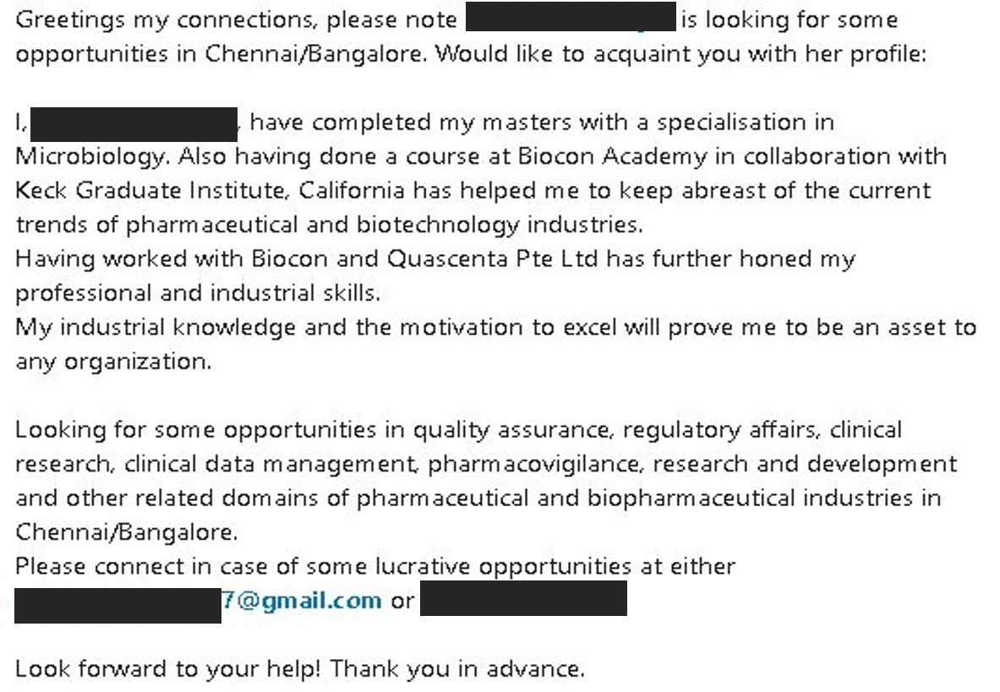 Greetings my connections, please note is looking for some
opportunities in Chennai/Bangalore. Would like to acquaint you with her profile:
I, , have completed my masters with a specialisation in
Microbiology. Also having done a course at Biocon Academy in collaboration with
Keck Graduate Institute, California has helped me to keep abreast of the current
trends of pharmaceutical and biotechnology industries.
Having worked with Biocon and Quascenta Pte Ltd has further honed my
professional and industrial skills.
My industrial knowledge and the motivation to excel will prove me to be an asset to
any organization.
Looking for some opportunities in quality assurance, regulatory affairs, clinical
research, clinical data management, pharmacovigilance, research and development
and other related domains of pharmaceutical and biopharmaceutical industries in
Chennai/Bangalore.
Please connect in case of some lucrative opportunities at either
7@gmail.com or
Look forward to your help! Thank you in advance.